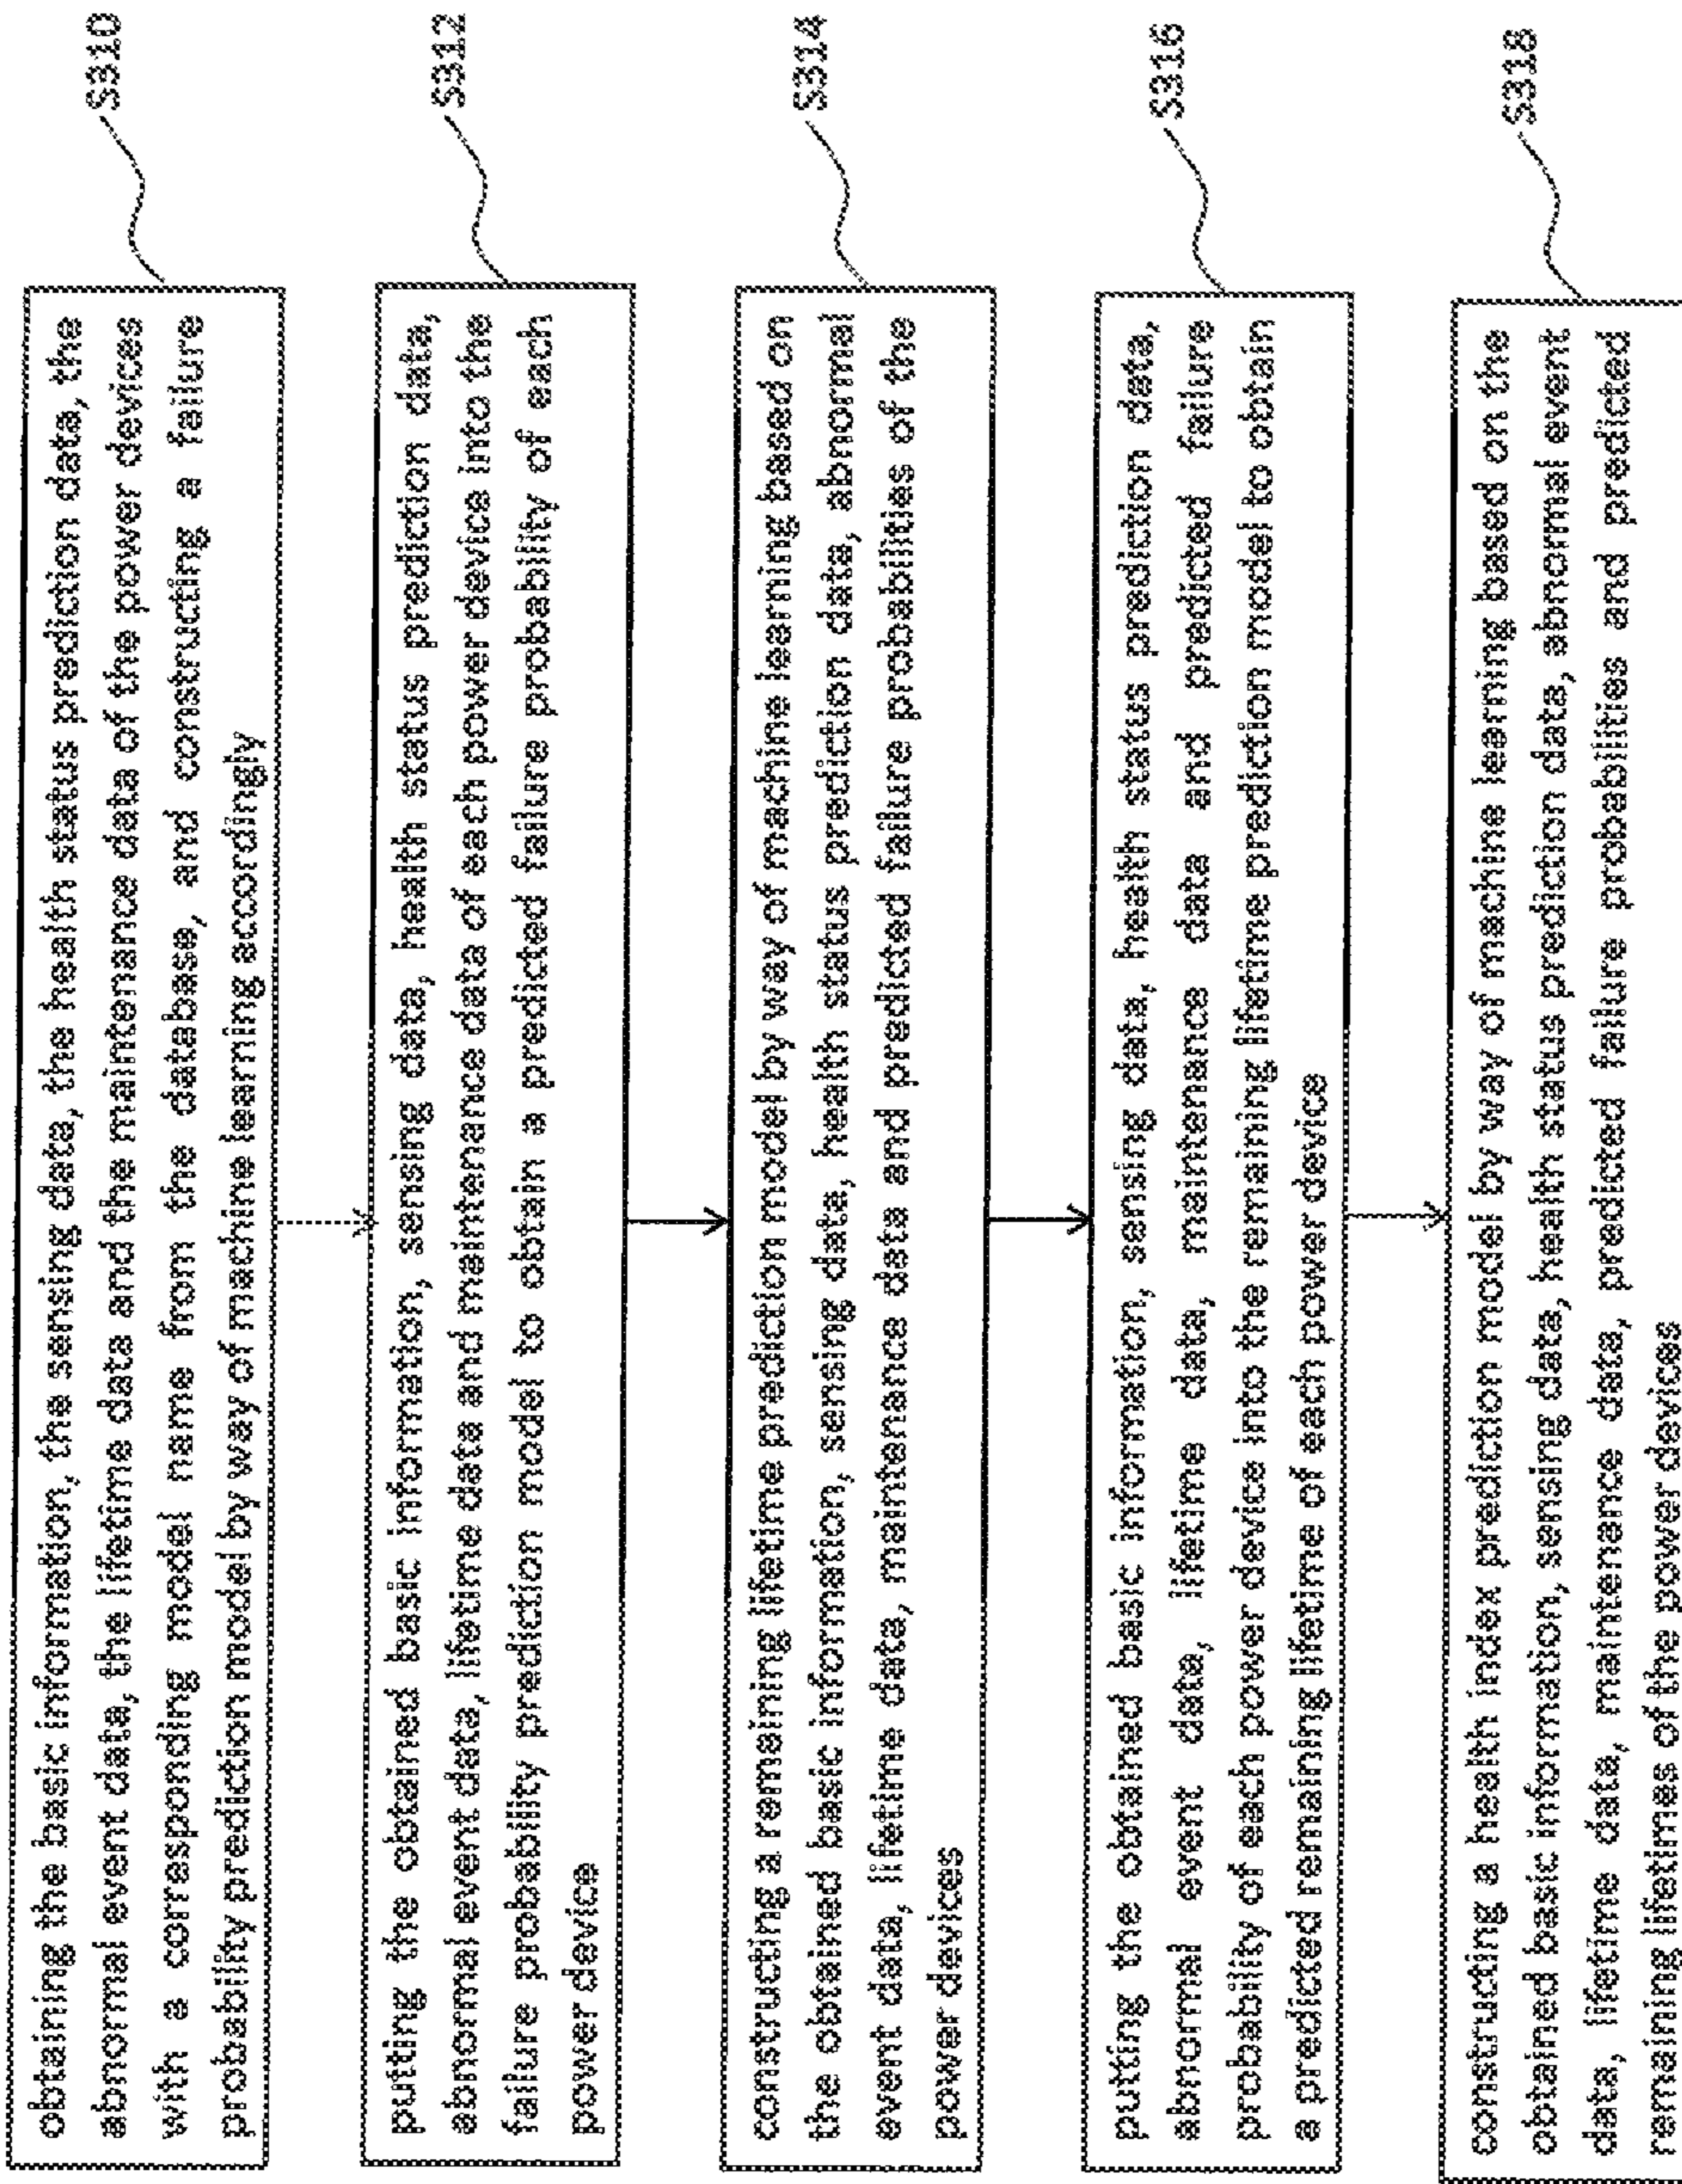 obtaining the basic information, the sensing data, the health status prediction data, the
abnormal event data, the lifetime data and the maintenance data of the power devices
with a corresponding model name from the database, and constructing a failure
probability prediction model by way of machine learning accordingly
S310
putting the obtained basic information, sensing data, health status prediction data,
abnormal event data, lifetime data and maintenance data of each power device into the
failure probability prediction model to obtain a predicted failure probability of each
power device
S312
constructing a remaining lifetime prediction model by way of machine learning based on
the obtained basic information, sensing data, health status prediction data, abnormal
event data, lifetime data, maintenance data and predicted failure probabilities of the
power devices
S314
putting the obtained basic information, sensing data, health status prediction data,
abnormal event data, lifetime data, maintenance data and predicted failure
probability of each power device into the remaining lifetime prediction model to obtain
a predicted remaining lifetime of each power device
S316
constructing a health index prediction model by way of machine learning based on the
obtained basic information, sensing data, health status prediction data, abnormal event
data, lifetime data, maintenance data, predicted failure probabilities and predicted
remaining lifetimes of the power devices
S318